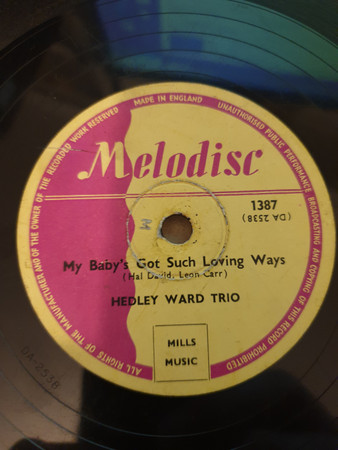 ALL RIGHTS OF THE MANUFACTURER AND OF THE OWNER OF THE RECORDED WORK RESERVED
MADE IN ENGLAND
UNAUTHORISED PUBLIC PERFORMANCE BROADCASTING AND COPYING OF THIS RECORD PROHIBITED
Melodisc
1387
(DA 2538)
M
My Baby's Got Such Loving Ways
(Hal David, Leon Carr)
HEDLEY WARD TRIO
MILLS
MUSIC
DA-2538